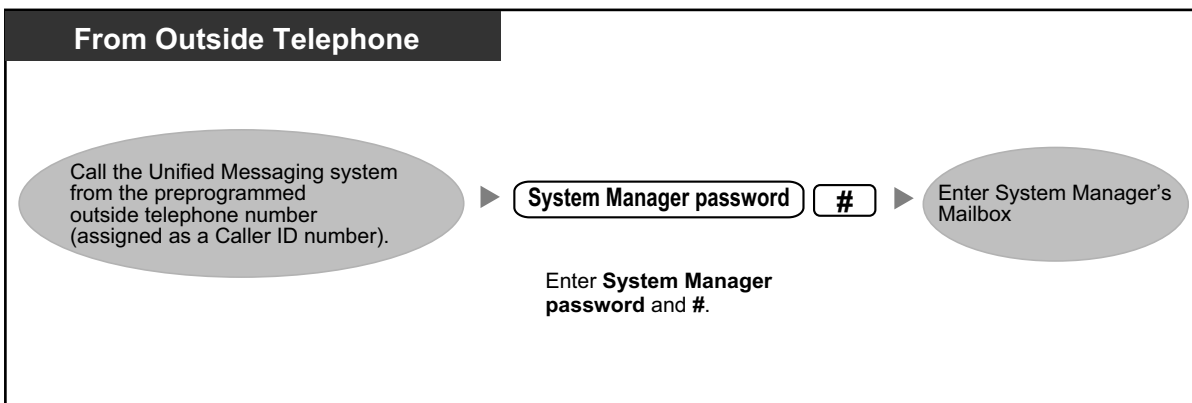 From Outside Telephone
Call the Unified Messaging system
from the preprogrammed
outside telephone number
(assigned as a Caller ID number).
System Manager password
#
Enter System Manager
password and #.
Enter System Manager's
Mailbox